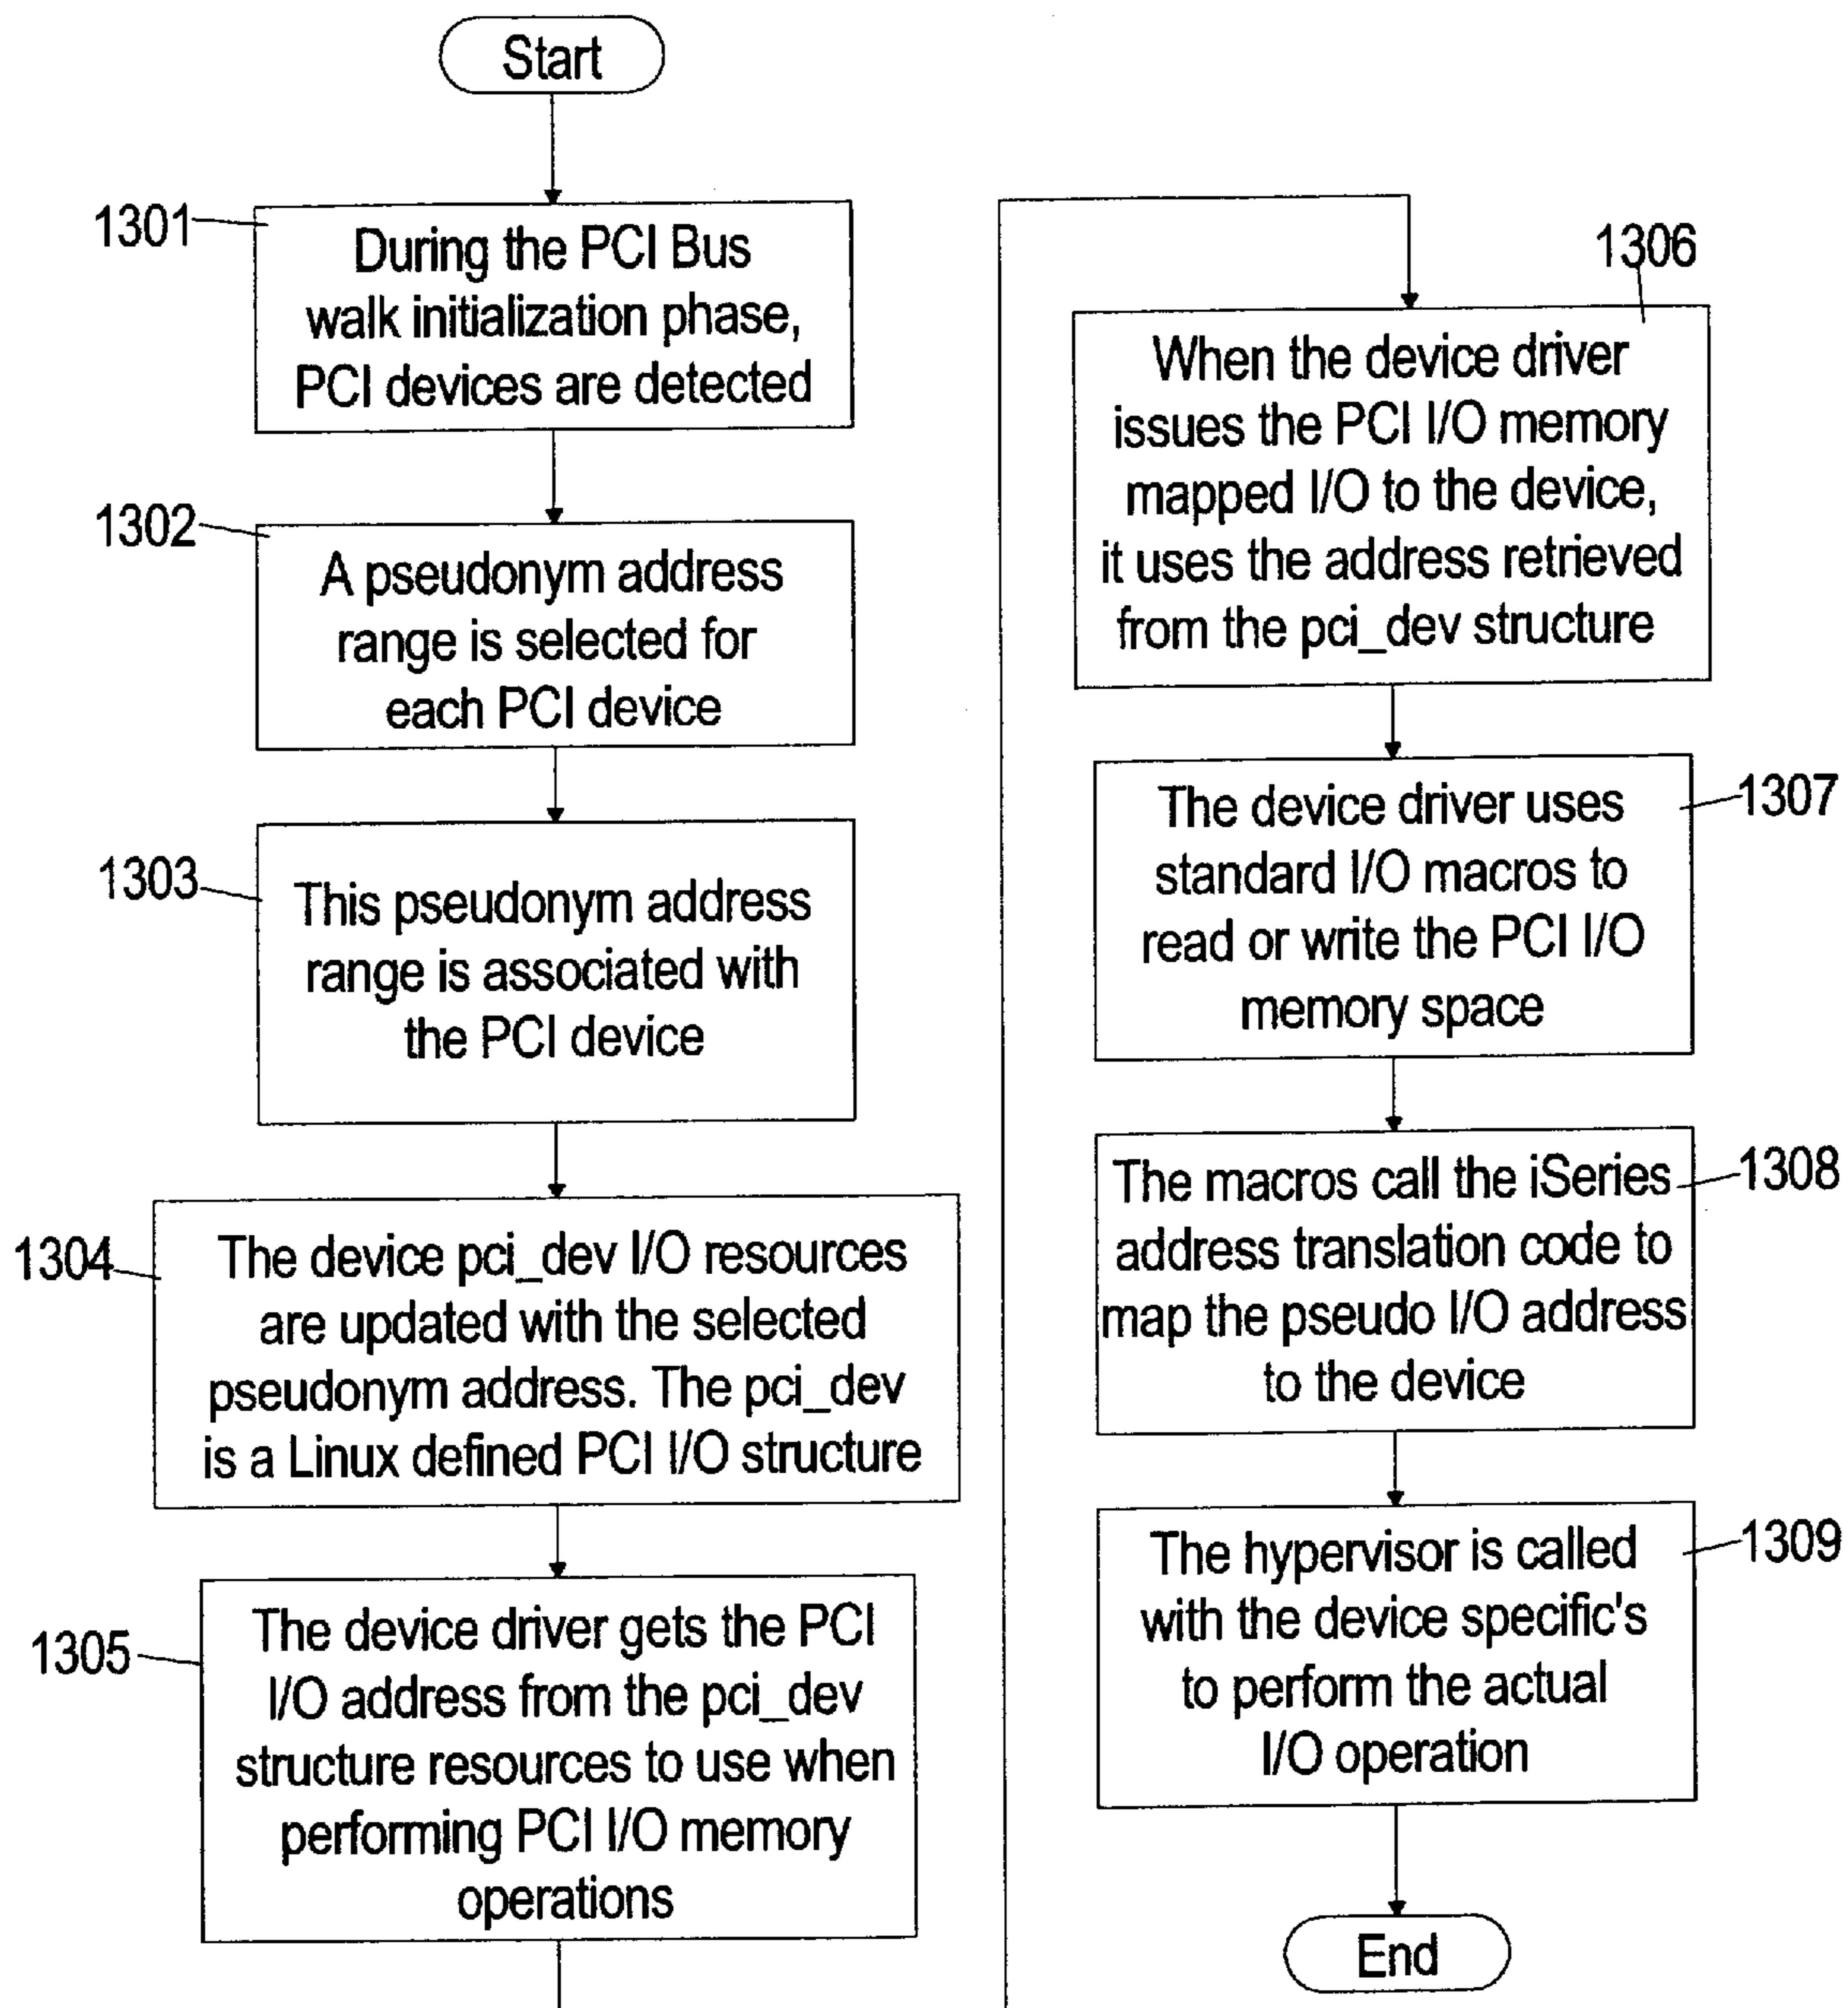 Start
1301
During the PCI Bus
walk initialization phase,
PCI devices are detected
1302
A pseudonym address
range is selected for
each PCI device
1303
This pseudonym address
range is associated with
the PCI device
1304
The device pci_dev I/O resources
are updated with the selected
pseudonym address. The pci_dev
is a Linux defined PCI I/O structure
1305
The device driver gets the PCI
I/O address from the pci_dev
structure resources to use when
performing PCI I/O memory
operations
1306
When the device driver
issues the PCI I/O memory
mapped I/O to the device,
it uses the address retrieved
from the pci_dev structure
1307
The device driver uses
standard I/O macros to
read or write the PCI I/O
memory space
1308
The macros call the iSeries
address translation code to
map the pseudo I/O address
to the device
1309
The hypervisor is called
with the device specific's
to perform the actual
I/O operation
End